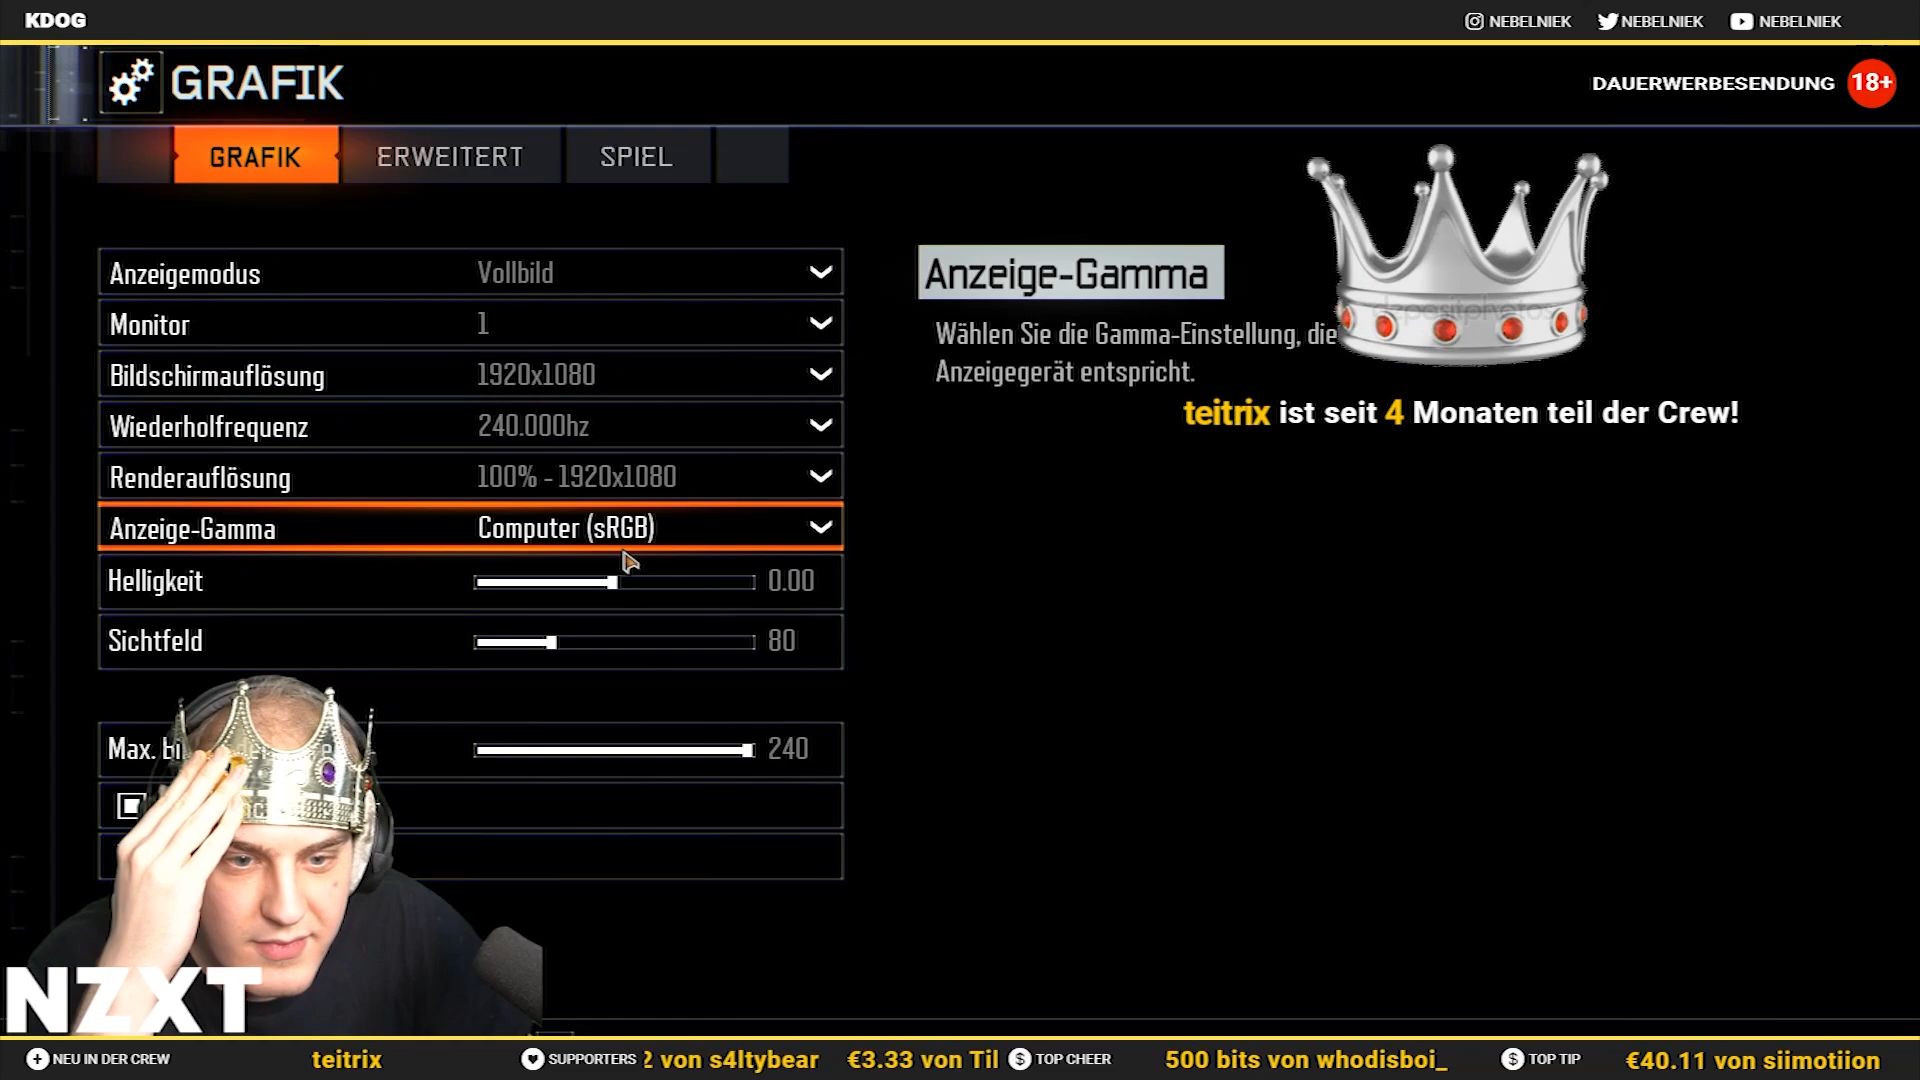 KDOG
NEBELNIEK
NEBELNIEK
NEBELNIEK
GRAFIK
DAUERWERBESENDUNG
18+
GRAFIK
ERWEITERT
SPIEL
Anzeigemodus Vollbild
Monitor 1
Bildschirmauflösung 1920x1080
Wiederholfrequenz 240.000hz
Renderauflösung 100% - 1920x1080
Anzeige-Gamma Computer (sRGB)
Helligkeit 0.00
Sichtfeld 80
Max. 240
Anzeige-Gamma
Wählen Sie die Gamma-Einstellung, die
Anzeigegerät entspricht.
depositphotos
teitrix ist seit 4 Monaten teil der Crew!
NZXT
NEU IN DER CREW teitrix SUPPORTERS 2 von s4ltybear €3.33 von Til TOP CHEER 500 bits von whodisboi_ TOP TIP €40.11 von siimotiion